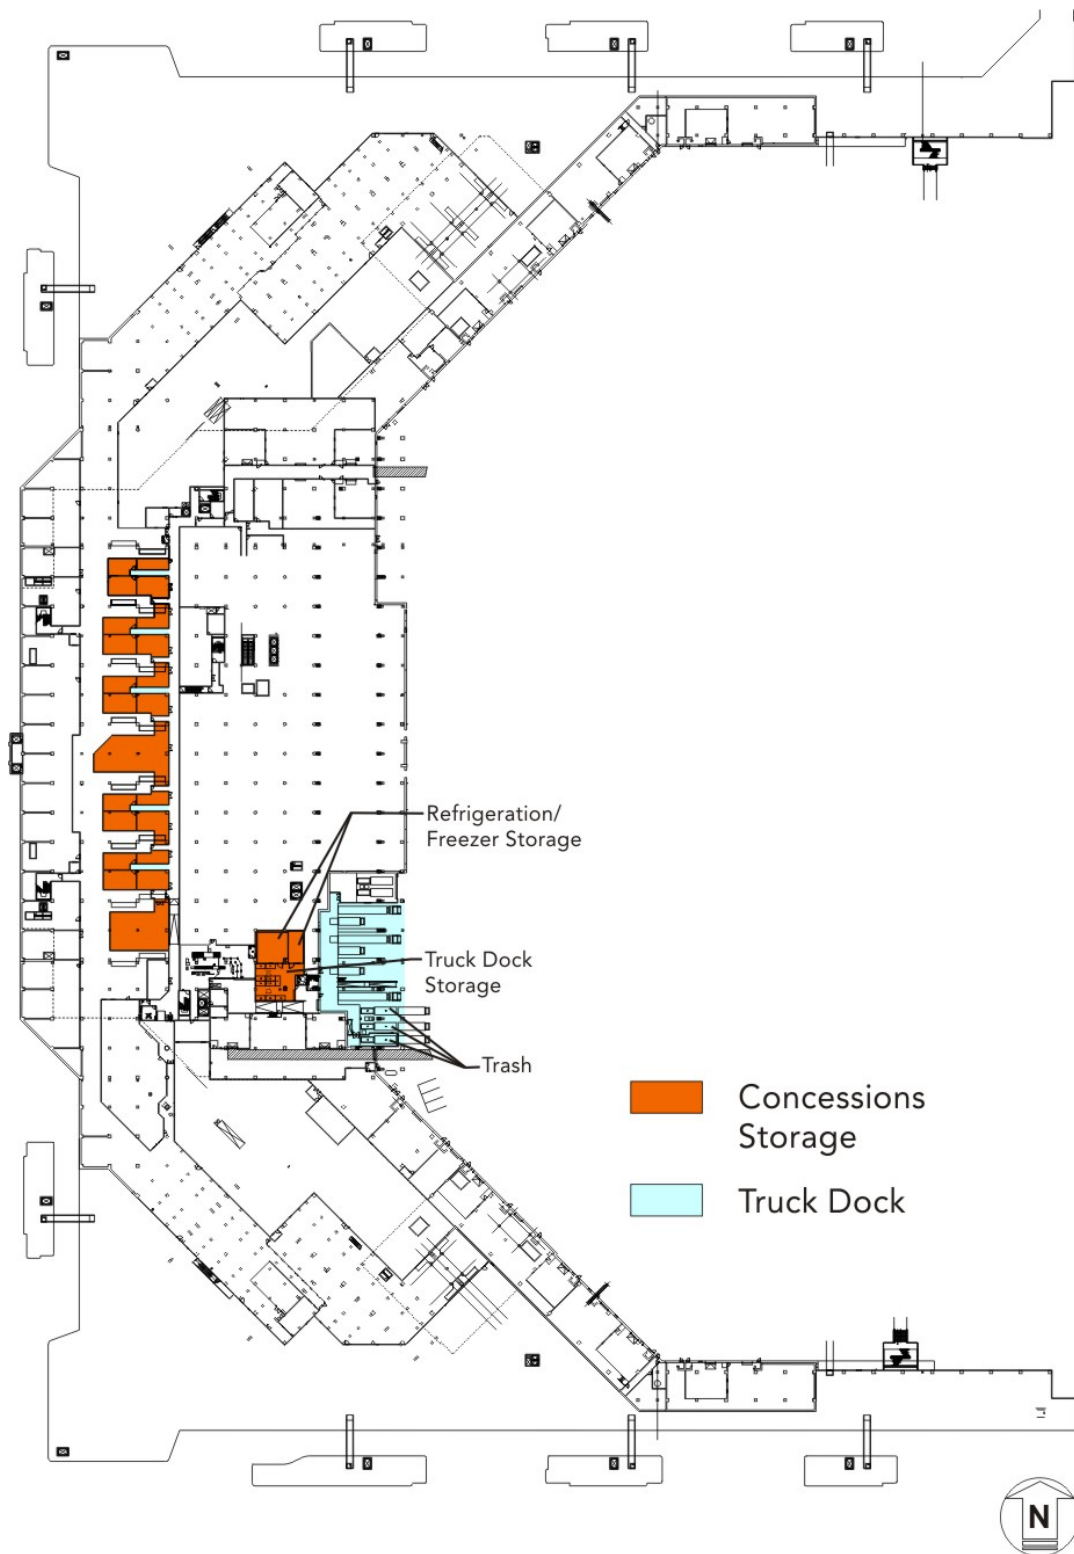 Refrigeration/
Freezer Storage
Truck Dock
Storage
Trash
Concessions
Storage
Truck Dock
N